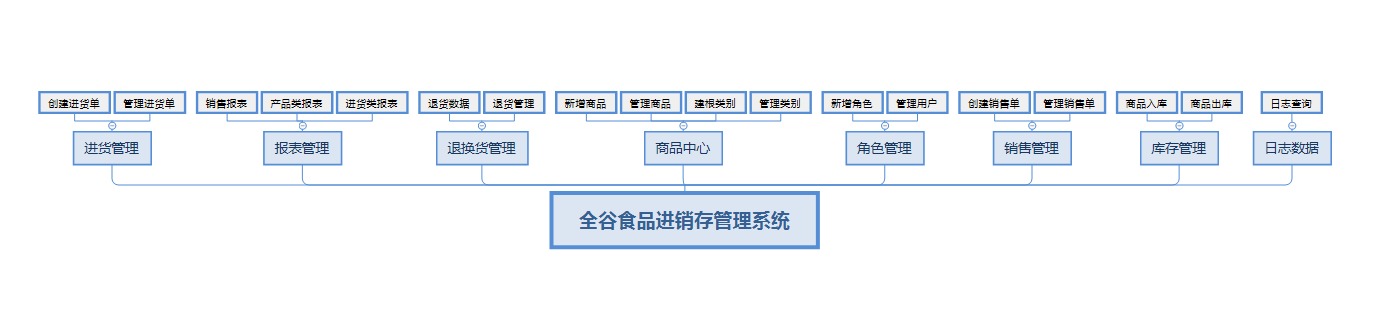 创建进货单 管理进货单 销售报表 产品类报表 进货类报表 退货数据 退货管理 新增商品 管理商品 建根类别 管理类别 新增角色 管理用户 创建销售单 管理销售单 商品入库 商品出库 日志查询
进货管理 报表管理 退换货管理 商品中心 角色管理 销售管理 库存管理 日志数据
全谷食品进销存管理系统